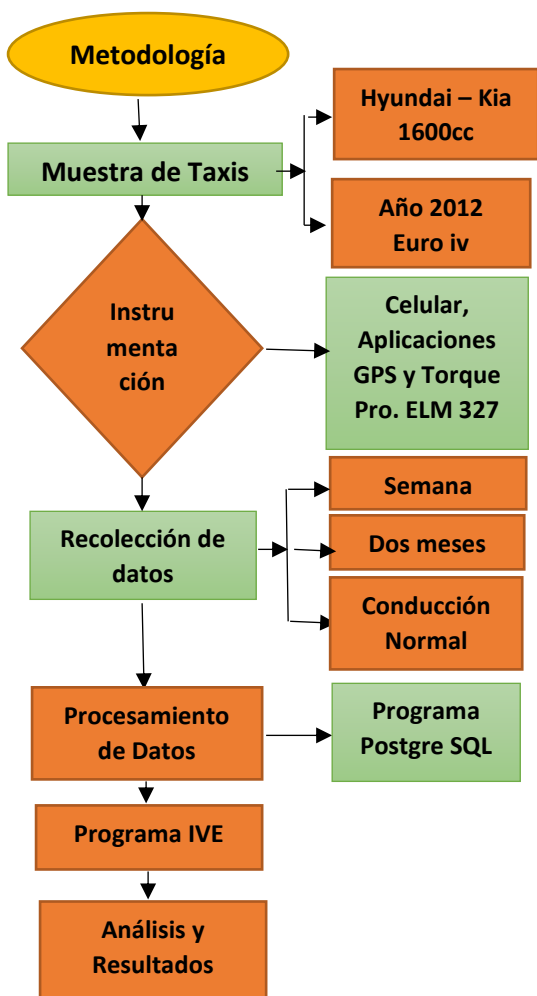 Metodología
Muestra de Taxis
Hyundai – Kia
1600cc
Año 2012
Euro iv
Instru
menta
ción
Celular,
Aplicaciones
GPS y Torque
Pro. ELM 327
Recolección de
datos
Semana
Dos meses
Conducción
Normal
Procesamiento
de Datos
Programa
Postgre SQL
Programa IVE
Análisis y
Resultados